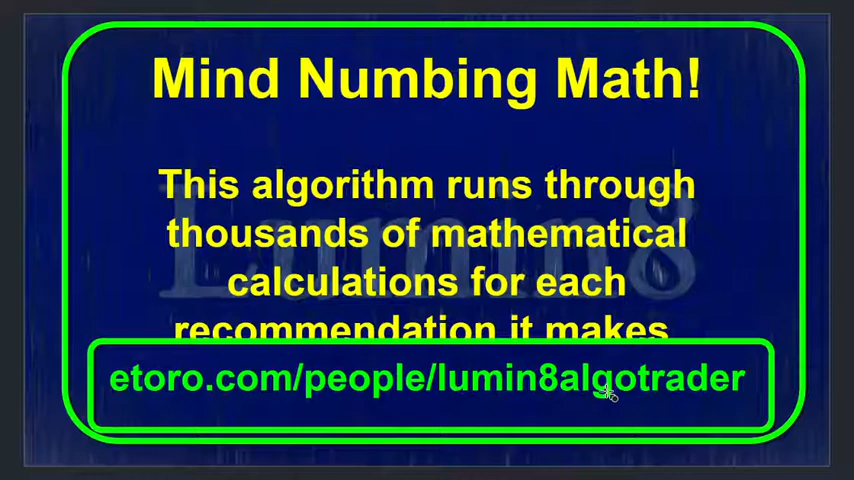 Mind Numbing Math!
This algorithm runs through
thousands of mathematical
calculations for each
recommendation it makes
etoro.com/people/lumin8algotrader
Lumin8